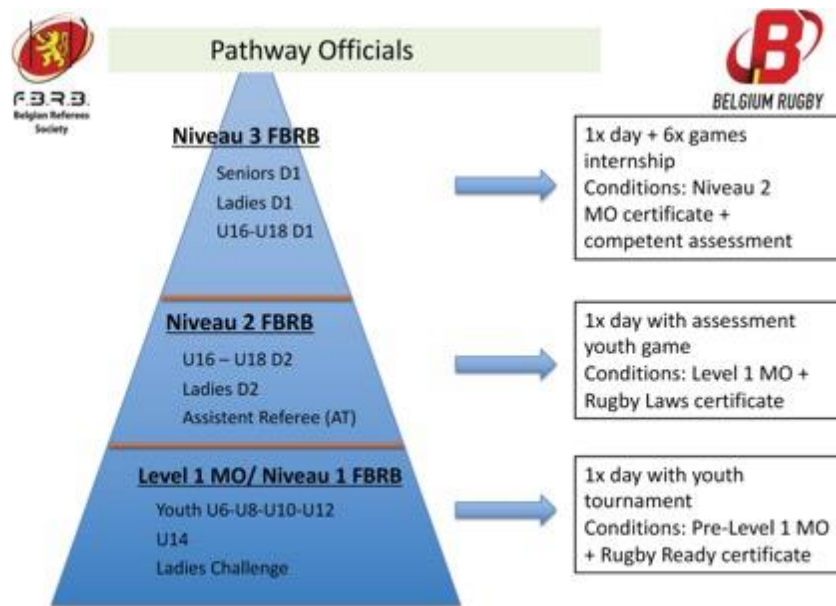 Pathway Officials
F.B.R.B.
Belgian Referees
Society
B
BELGIUM RUGBY
Niveau 3 FBRB
Seniors D1
Ladies D1
U16-U18 D1
1x day + 6x games
internship
Conditions: Niveau 2
MO certificate +
competent assessment
Niveau 2 FBRB
U16 – U18 D2
Ladies D2
Assistent Referee (AT)
1x day with assessment
youth game
Conditions: Level 1 MO +
Rugby Laws certificate
Level 1 MO/ Niveau 1 FBRB
Youth U6-U8-U10-U12
U14
Ladies Challenge
1x day with youth
tournament
Conditions: Pre-Level 1 MO
+ Rugby Ready certificate